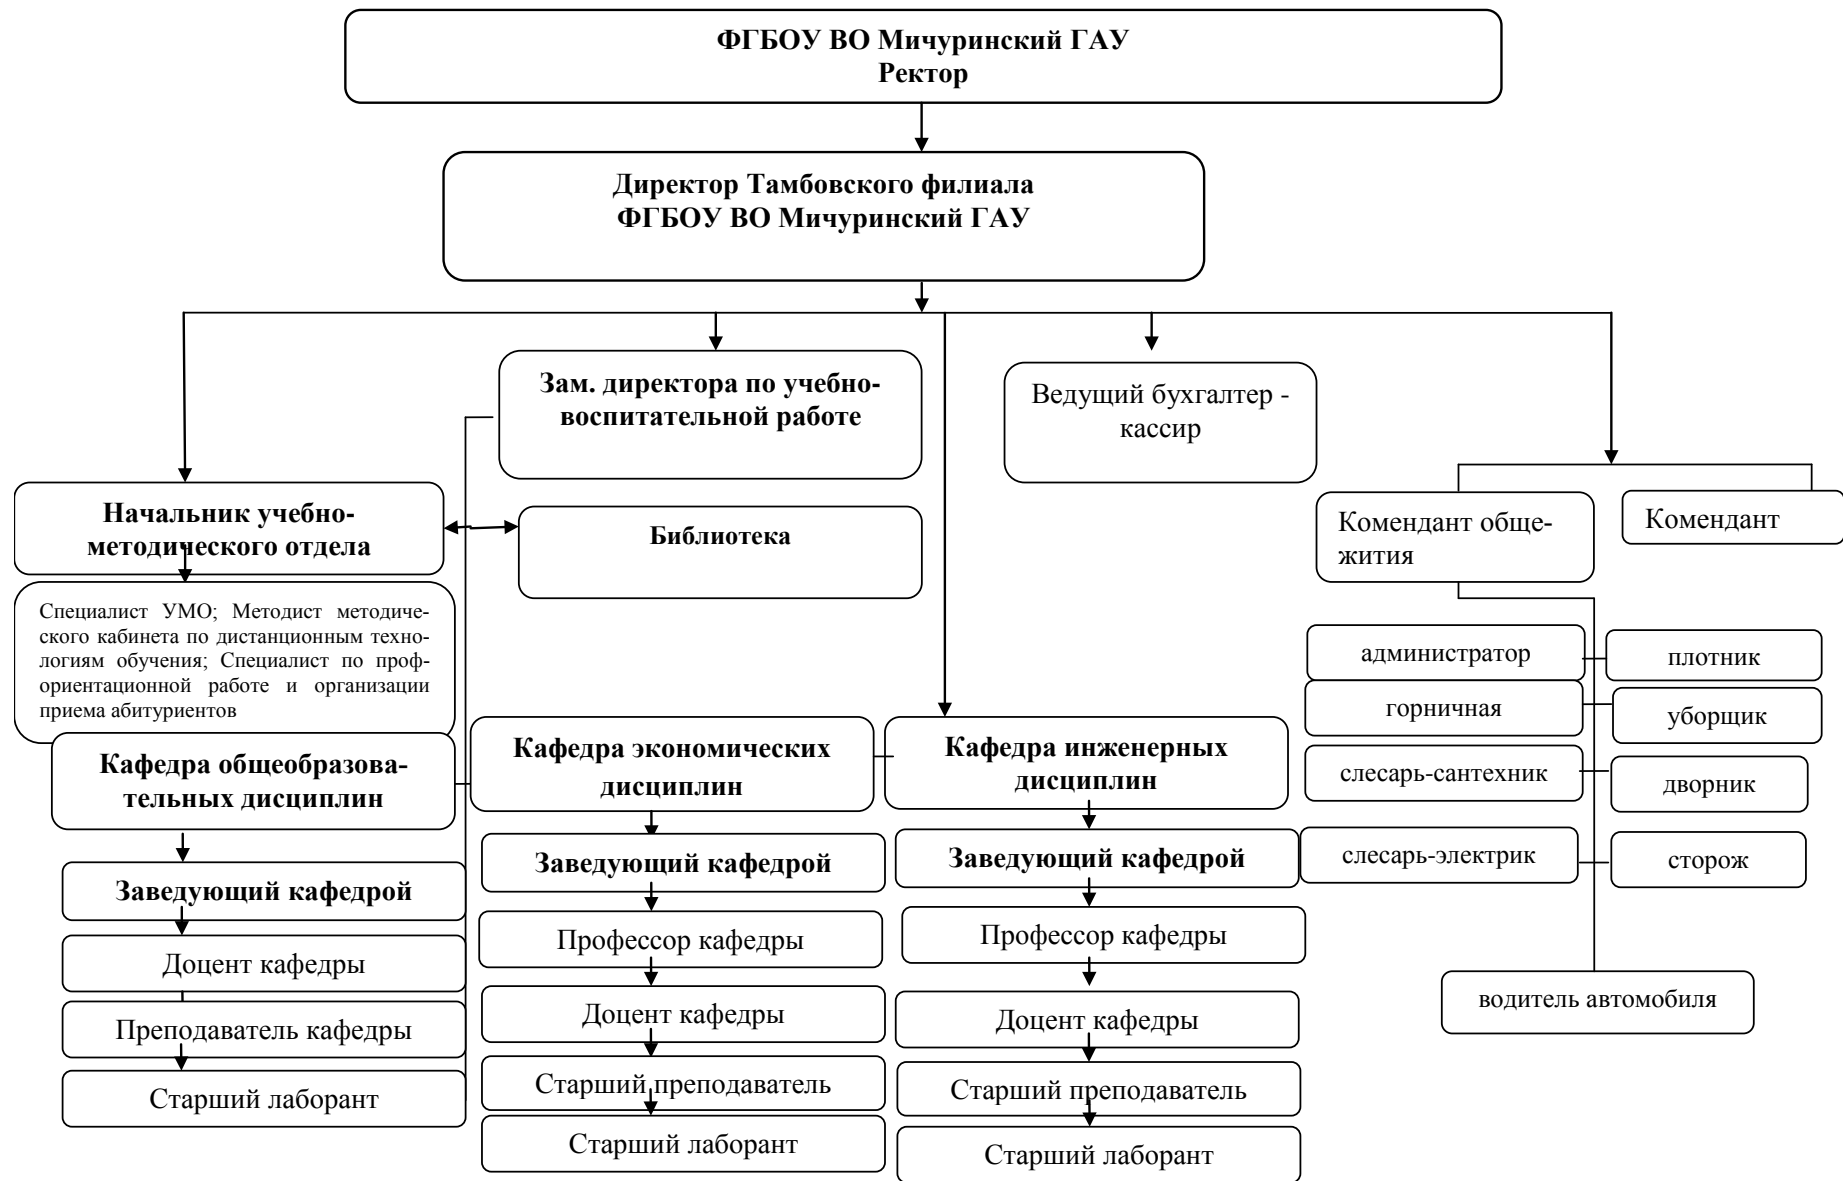 ФГБОУ ВО Мичуринский ГАУ
Ректор
Директор Тамбовского филиала
ФГБОУ ВО Мичуринский ГАУ
Зам. директора по учебно-
воспитательной работе
Ведущий бухгалтер -
кассир
Начальник учебно-
методического отдела
Библиотека
Комендант обще-
жития
Комендант
Специалист УМО; Методист методиче-
ского кабинета по дистанционным техно-
логиям обучения; Специалист по проф-
ориентационной работе и организации
приема абитуриентов
администратор
плотник
горничная
уборщик
слесарь-сантехник
дворник
слесарь-электрик
сторож
водитель автомобиля
Кафедра общеобразова-
тельных дисциплин
Заведующий кафедрой
Доцент кафедры
Преподаватель кафедры
Старший лаборант
Кафедра экономических
дисциплин
Заведующий кафедрой
Профессор кафедры
Доцент кафедры
Старший преподаватель
Старший лаборант
Кафедра инженерных
дисциплин
Заведующий кафедрой
Профессор кафедры
Доцент кафедры
Старший преподаватель
Старший лаборант